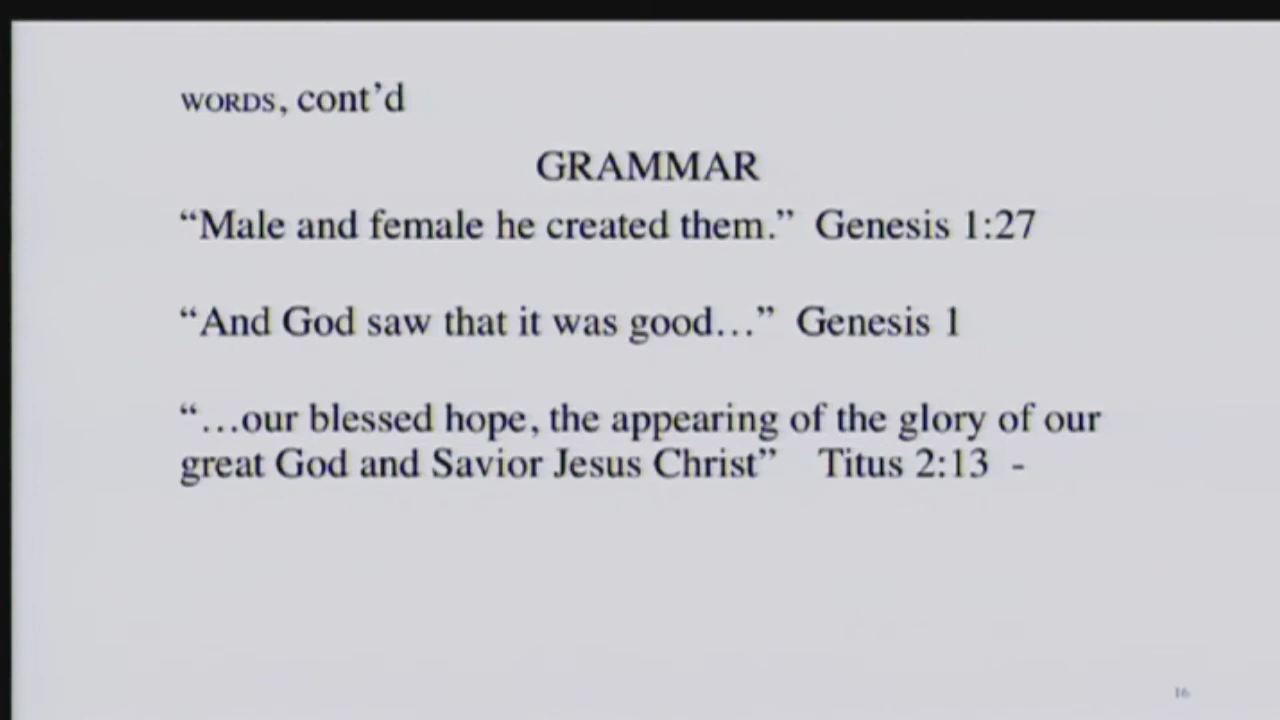 WORDS, cont’d
GRAMMAR
“Male and female he created them.” Genesis 1:27
“And God saw that it was good…” Genesis 1
“…our blessed hope, the appearing of the glory of our
great God and Savior Jesus Christ” Titus 2:13 -
16